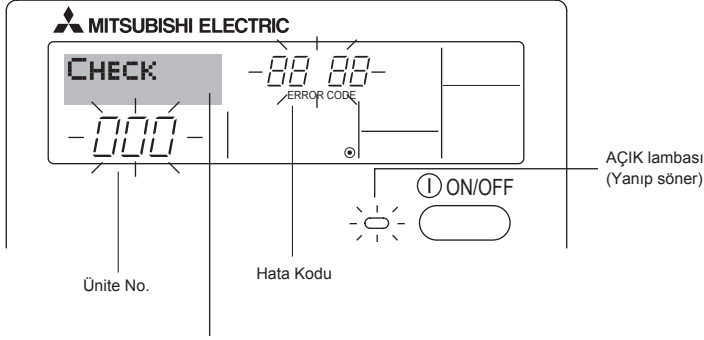 MITSUBISHI ELECTRIC
CHECK
88 88
ERROR CODE
000
AÇIK lambası
(Yanıp söner)
ON/OFF
Hata Kodu
Ünite No.